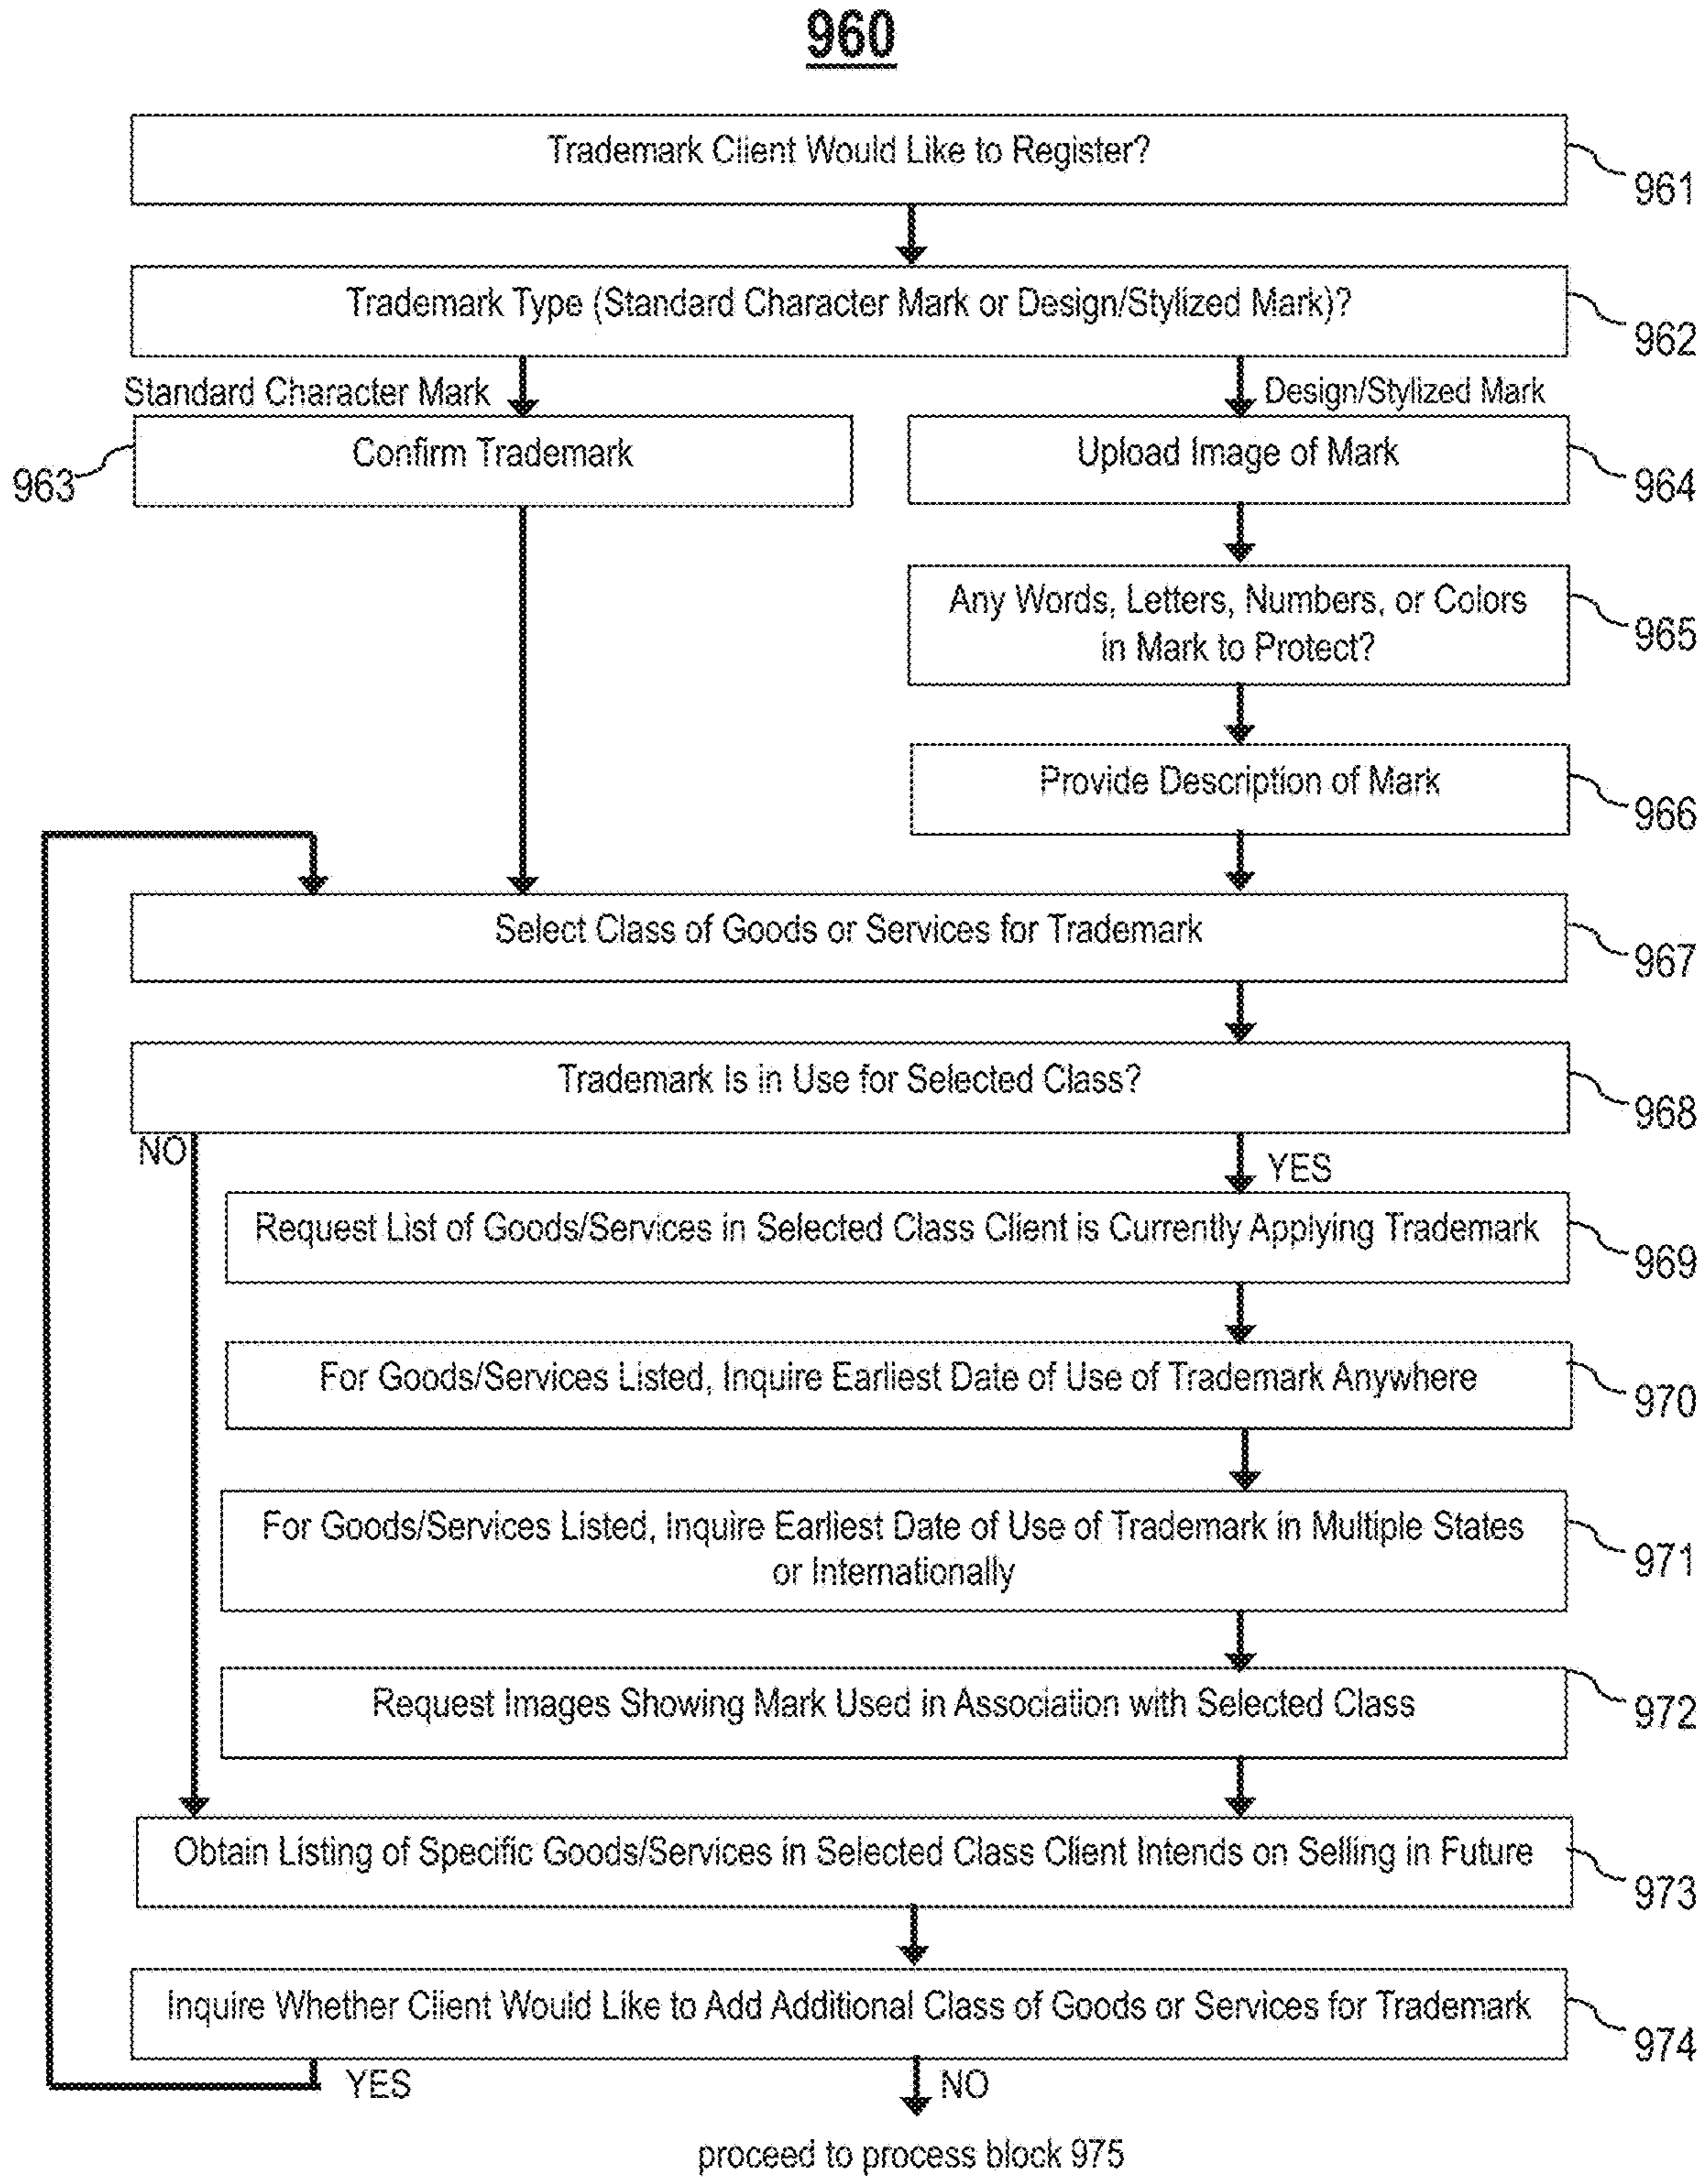 960
Trademark Client Would Like to Register?
961
Trademark Type (Standard Character Mark or Design/Stylized Mark)?
962
Standard Character Mark
Design/Stylized Mark
Confirm Trademark
963
Upload Image of Mark
964
Any Words, Letters, Numbers, or Colors
in Mark to Protect?
965
Provide Description of Mark
966
Select Class of Goods or Services for Trademark
967
Trademark Is in Use for Selected Class?
968
NO
YES
Request List of Goods/Services in Selected Class Client is Currently Applying Trademark
969
For Goods/Services Listed, Inquire Earliest Date of Use of Trademark Anywhere
970
For Goods/Services Listed, Inquire Earliest Date of Use of Trademark in Multiple States
or Internationally
971
Request Images Showing Mark Used in Association with Selected Class
972
Obtain Listing of Specific Goods/Services in Selected Class Client Intends on Selling in Future
973
Inquire Whether Client Would Like to Add Additional Class of Goods or Services for Trademark
974
YES
NO
proceed to process block 975